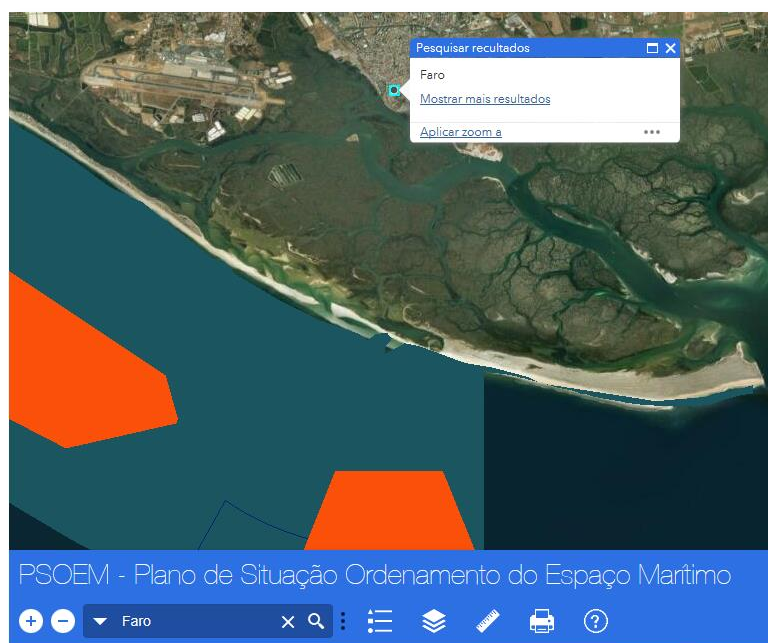 Pesquisar recultados
Faro
Mostrar mais resultados
Aplicar zoom a
PSOEM - Plano de Situação Ordenamento do Espaço Marítimo
Faro